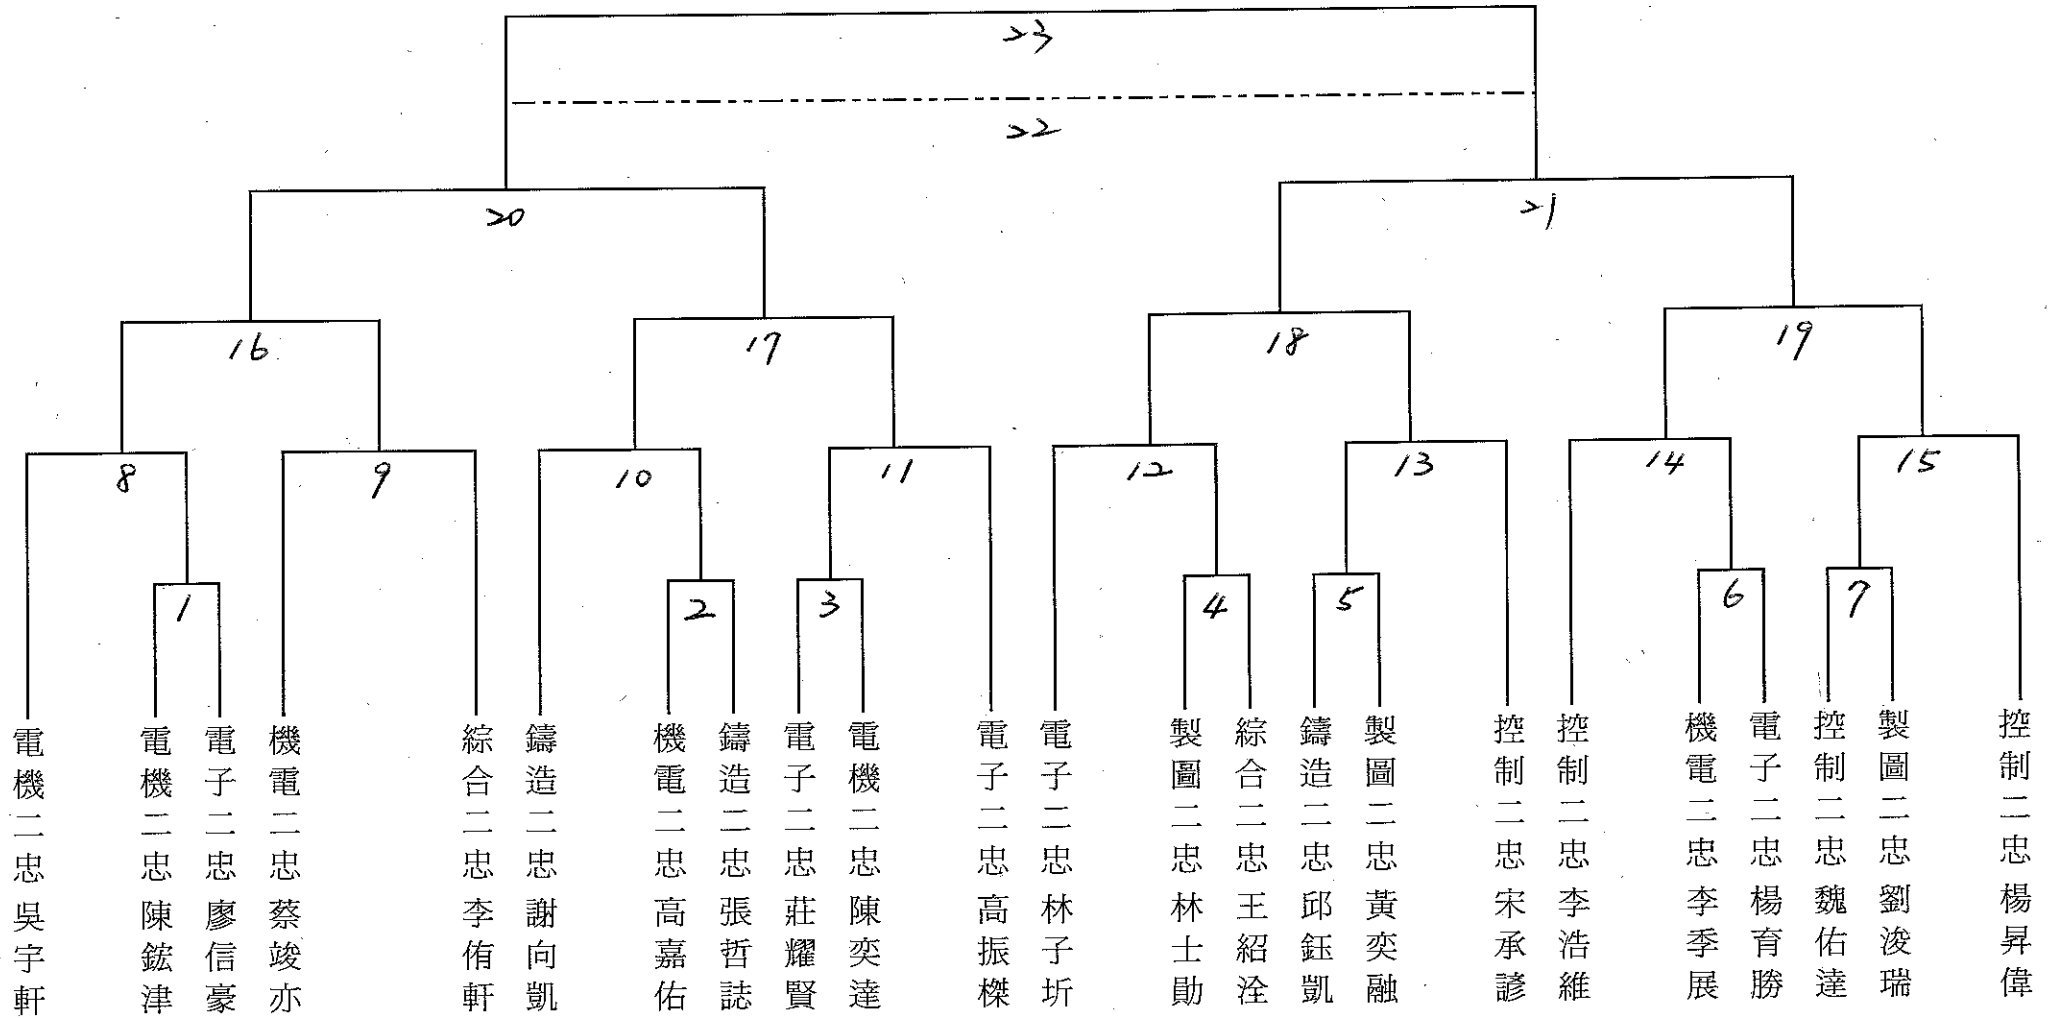 23
22
20
21
16
17
18
19
8
9
10
11
12
13
14
15
1
2
3
4
5
6
7
電機二忠吳宇軒
電機二忠陳鋐津
電子二忠廖信豪
機電二忠蔡竣亦
綜合二忠李侑軒
鑄造二忠謝向凱
機電二忠高嘉佑
鑄造二忠張哲誌
電子二忠莊耀賢
電機二忠陳奕達
電子二忠高振榤
電子二忠林子圻
製圖二忠林士勛
綜合二忠王紹洤
鑄造二忠邱鈺凱
製圖二忠黃奕融
控制二忠宋承諺
控制二忠李浩維
機電二忠李季展
電子二忠楊育勝
控制二忠魏佑達
製圖二忠劉浚瑞
控制二忠楊昇偉